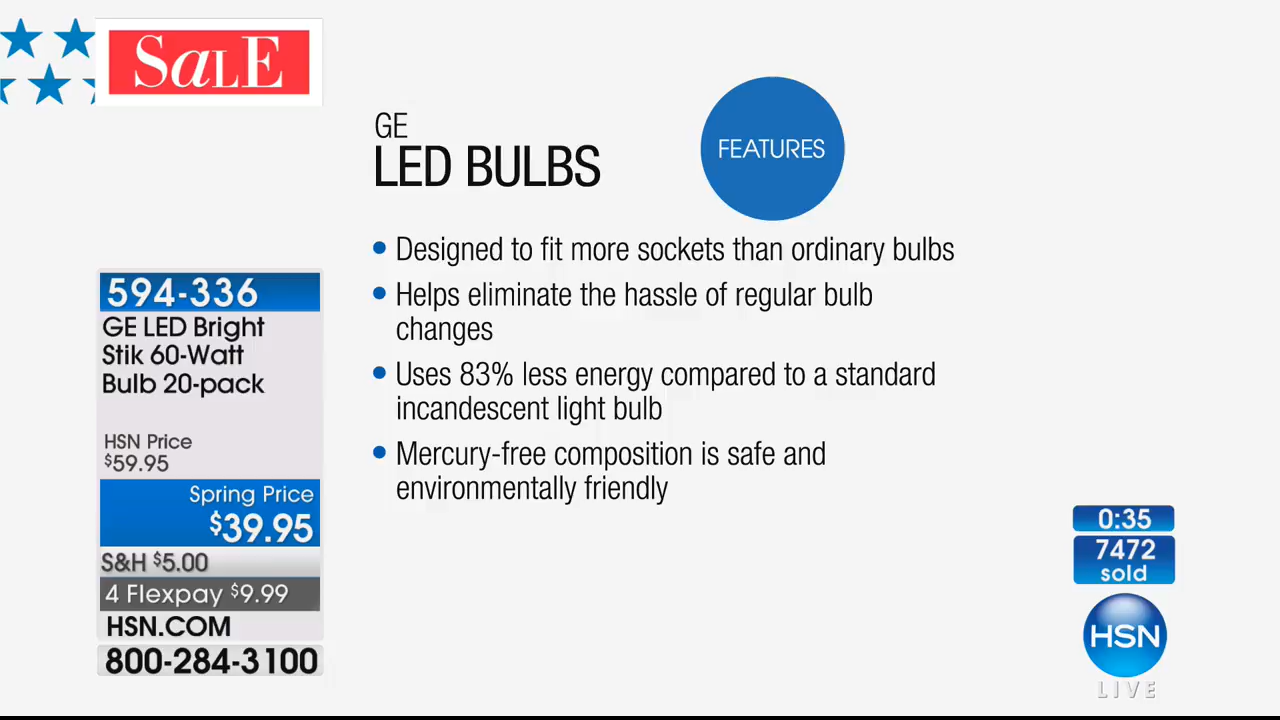 SaLE
GE
LED BULBS
FEATURES
• Designed to fit more sockets than ordinary bulbs
• Helps eliminate the hassle of regular bulb
changes
• Uses 83% less energy compared to a standard
incandescent light bulb
• Mercury-free composition is safe and
environmentally friendly
594-336
GE LED Bright
Stik 60-Watt
Bulb 20-pack
HSN Price
$59.95
Spring Price
$39.95
S&H $5.00
4 Flexpay $9.99
HSN.COM
800-284-3100
0:35
7472
sold
HSN
LIVE